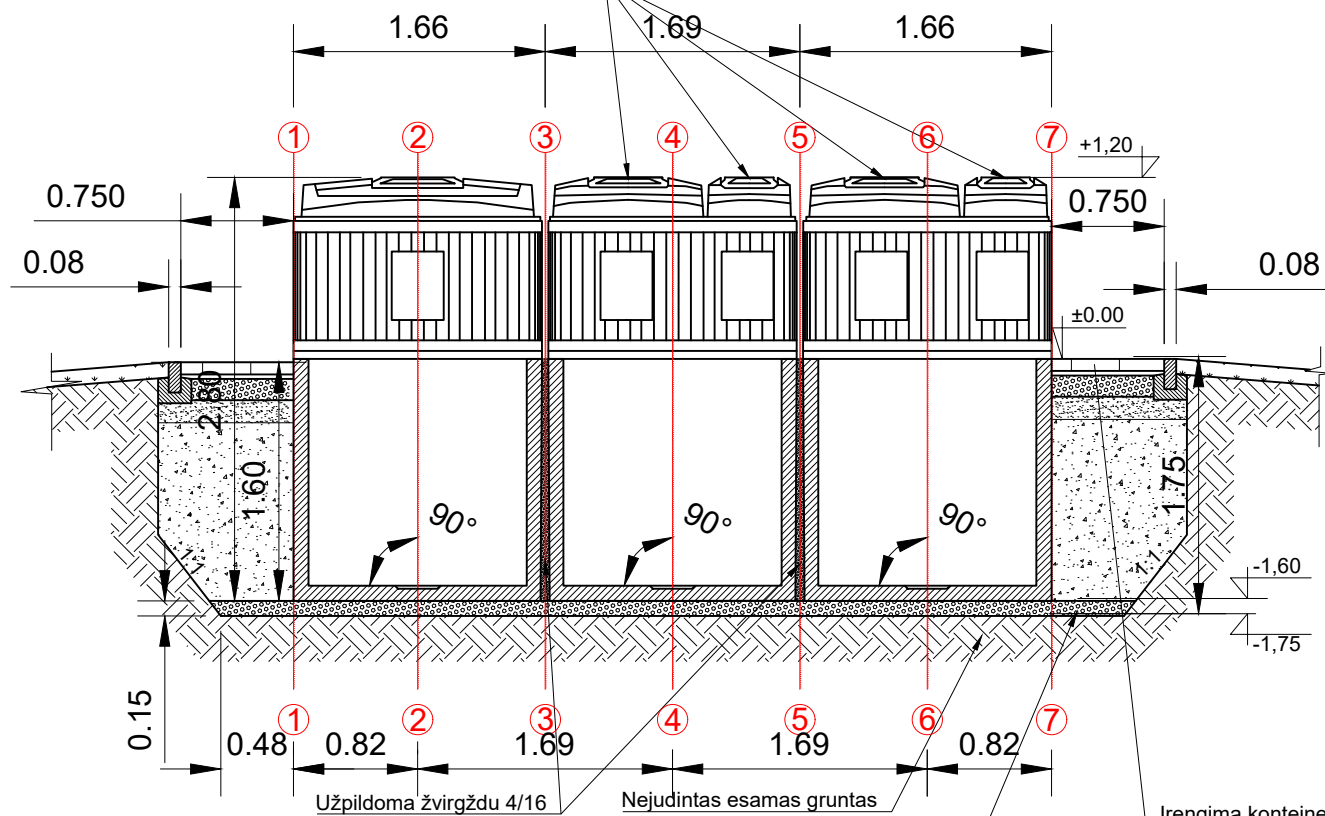 1.66 1.69 1.66
1 2 3 4 5 6 7
+1,20
0.750 0.750
0.08 0.08
±0.00
2.80
1.60
1.75
90° 90° 90°
1:1 1:1
-1,60
-1,75
0.15
1 2 3 4 5 6 7
0.48 0.82 1.69 1.69 0.82
Užpildoma žvirgždu 4/16
Nejudintas esamas gruntas